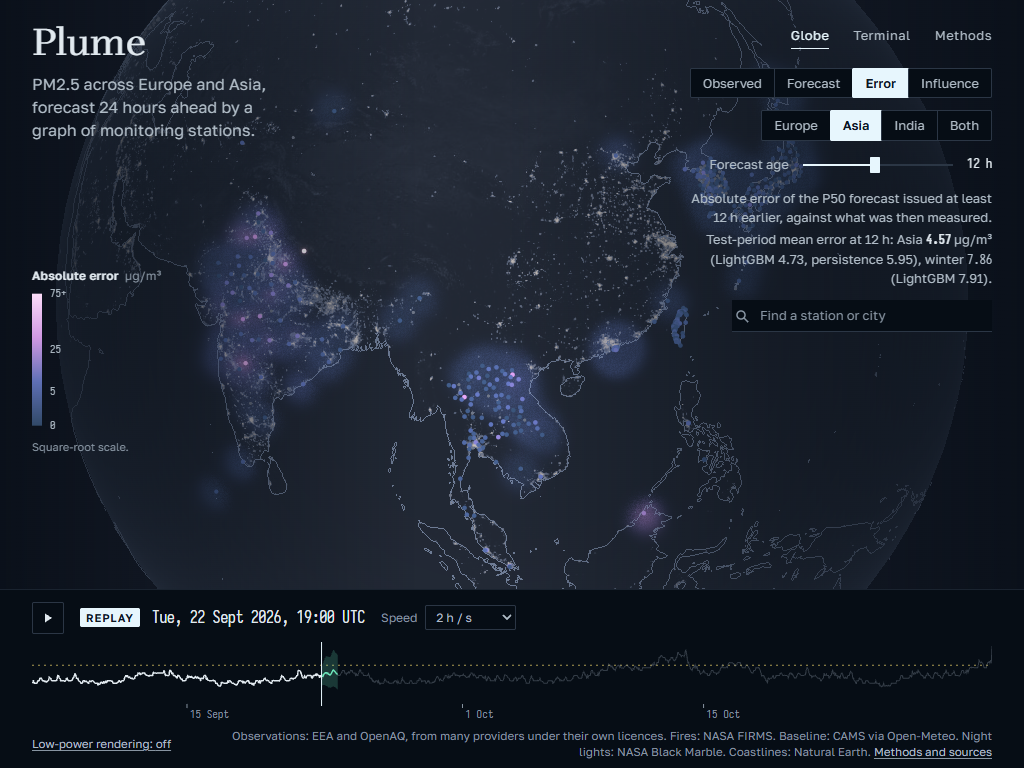 Plume
Globe Terminal Methods
PM2.5 across Europe and Asia,
forecast 24 hours ahead by a
graph of monitoring stations.
Observed Forecast Error Influence
Europe Asia India Both
Forecast age 12 h
Absolute error of the P50 forecast issued at least
12 h earlier, against what was then measured.
Test-period mean error at 12 h: Asia 4.57 µg/m³
(LightGBM 4.73, persistence 5.95), winter 7.86
(LightGBM 7.91).
Find a station or city
Absolute error µg/m³
75+
25
5
0
Square-root scale.
REPLAY Tue, 22 Sept 2026, 19:00 UTC Speed 2 h / s
15 Sept 1 Oct 15 Oct
Low-power rendering: off
Observations: EEA and OpenAQ, from many providers under their own licences. Fires: NASA FIRMS. Baseline: CAMS via Open-Meteo. Night
lights: NASA Black Marble. Coastlines: Natural Earth. Methods and sources